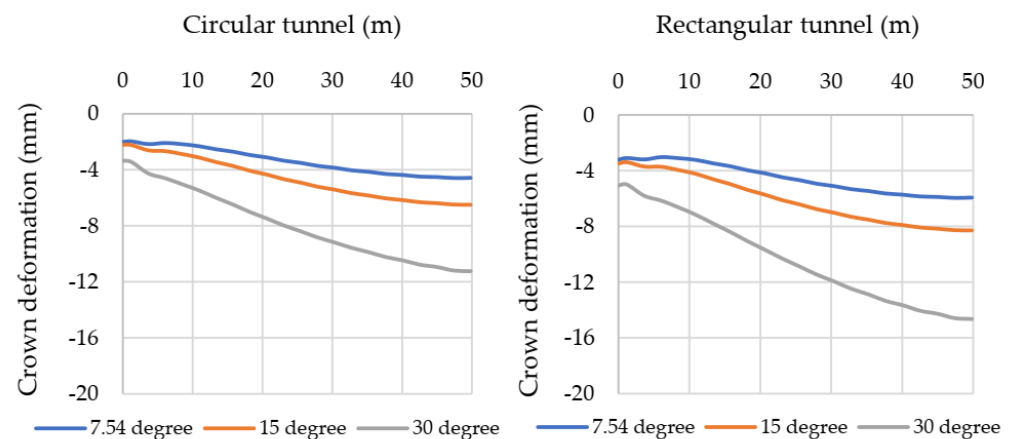 Circular tunnel (m)
0 10 20 30 40 50
Crown deformation (mm)
0
-4
-8
-12
-16
-20
7.54 degree 15 degree 30 degree
Rectangular tunnel (m)
0 10 20 30 40 50
Crown deformation (mm)
0
-4
-8
-12
-16
-20
7.54 degree 15 degree 30 degree